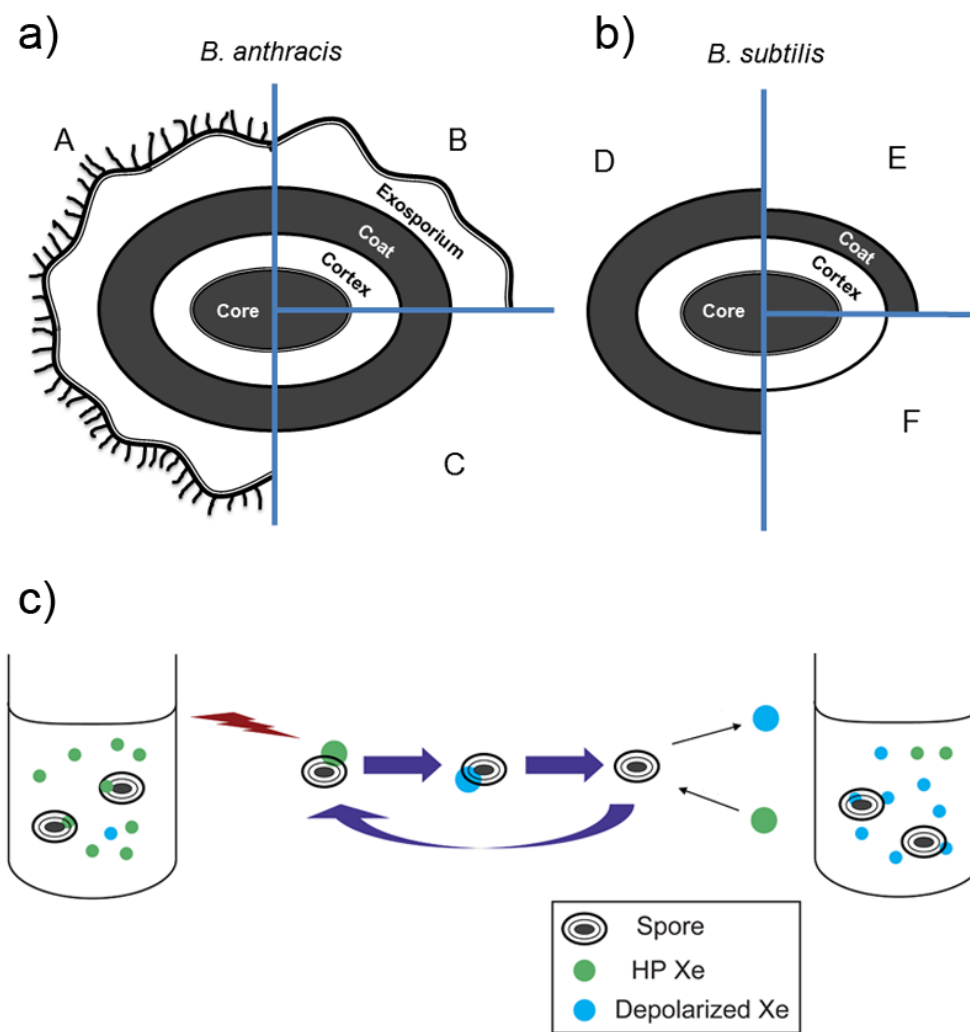 a)
B. anthracis
A
B
Exosporium
Coat
Cortex
Core
C
b)
B. subtilis
D
E
Coat
Cortex
Core
F
c)
Spore
HP Xe
Depolarized Xe